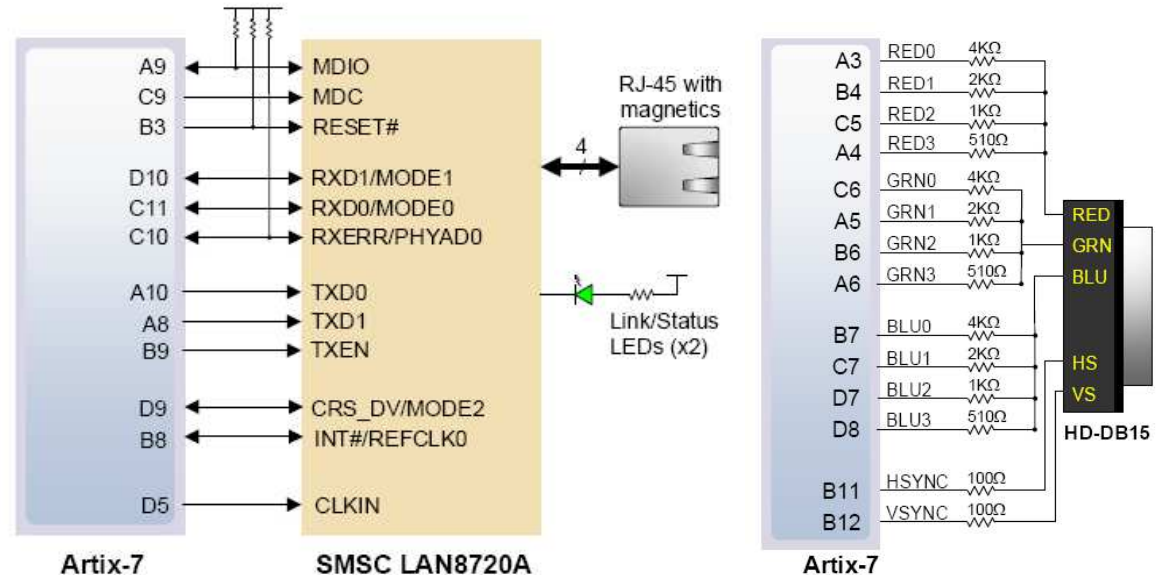 A9 MDIO
C9 MDC
B3 RESET#
D10 RXD1/MODE1
C11 RXD0/MODE0
C10 RXERR/PHYAD0
A10 TXD0
A8 TXD1
B9 TXEN
D9 CRS_DV/MODE2
B8 INT#/REFCLK0
D5 CLKIN
Artix-7
SMSC LAN8720A
RJ-45 with
magnetics
4
Link/Status
LEDs (x2)
A3 RED0 4KΩ
B4 RED1 2KΩ
C5 RED2 1KΩ
A4 RED3 510Ω
C6 GRN0 4KΩ
A5 GRN1 2KΩ
B6 GRN2 1KΩ
A6 GRN3 510Ω
B7 BLU0 4KΩ
C7 BLU1 2KΩ
D7 BLU2 1KΩ
D8 BLU3 510Ω
B11 HSYNC 100Ω
B12 VSYNC 100Ω
RED
GRN
BLU
HS
VS
HD-DB15
Artix-7